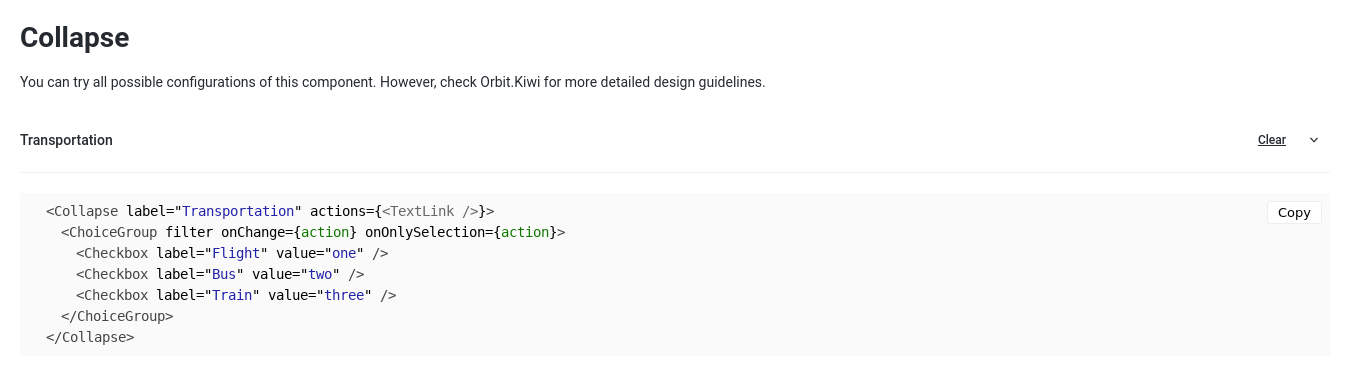 Collapse
You can try all possible configurations of this component. However, check Orbit.Kiwi for more detailed design guidelines.
Transportation Clear
<Collapse label="Transportation" actions={<TextLink />}>
Copy
<ChoiceGroup filter onChange={action} onOnlySelection={action}>
<Checkbox label="Flight" value="one" />
<Checkbox label="Bus" value="two" />
<Checkbox label="Train" value="three" />
</ChoiceGroup>
</Collapse>